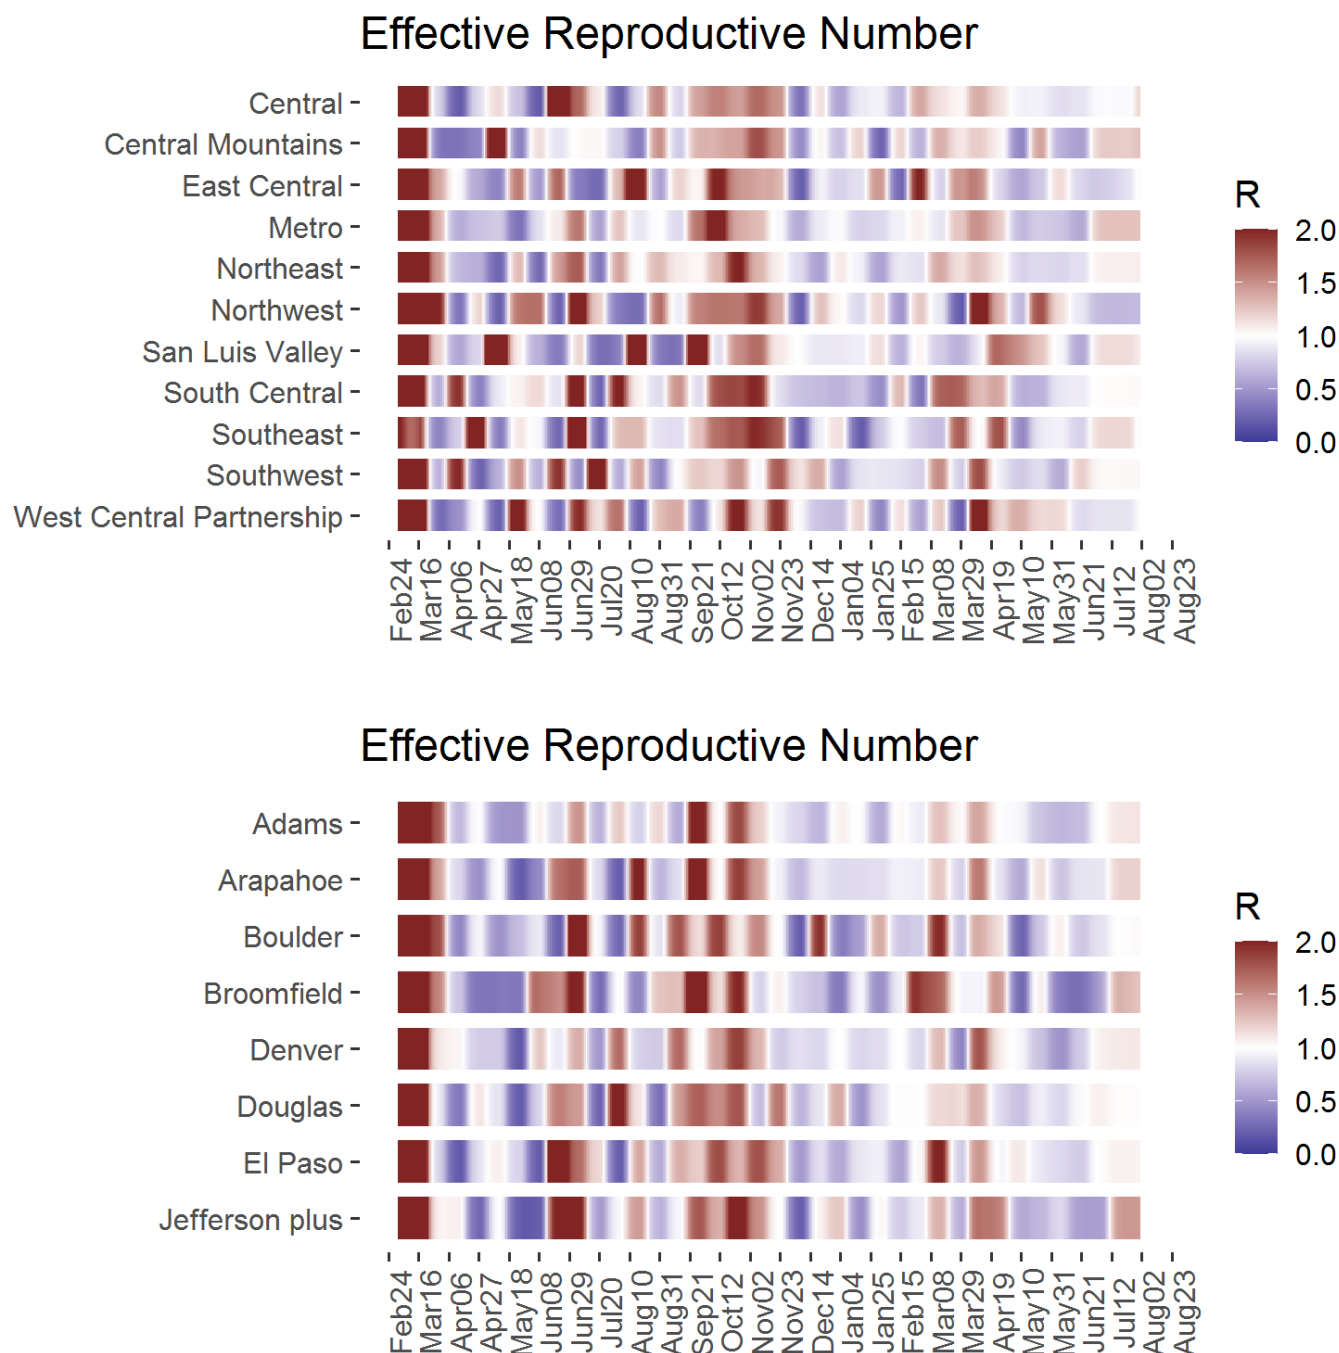 Effective Reproductive Number
Central
Central Mountains
East Central
Metro
Northeast
Northwest
San Luis Valley
South Central
Southeast
Southwest
West Central Partnership
Feb24
Mar16
Apr06
Apr27
May18
Jun08
Jun29
Jul20
Aug10
Aug31
Sep21
Oct12
Nov02
Nov23
Dec14
Jan04
Jan25
Feb15
Mar08
Mar29
Apr19
May10
May31
Jun21
Jul12
Aug02
Aug23
R
2.0
1.5
1.0
0.5
0.0
Effective Reproductive Number
Adams
Arapahoe
Boulder
Broomfield
Denver
Douglas
El Paso
Jefferson plus
Feb24
Mar16
Apr06
Apr27
May18
Jun08
Jun29
Jul20
Aug10
Aug31
Sep21
Oct12
Nov02
Nov23
Dec14
Jan04
Jan25
Feb15
Mar08
Mar29
Apr19
May10
May31
Jun21
Jul12
Aug02
Aug23
R
2.0
1.5
1.0
0.5
0.0